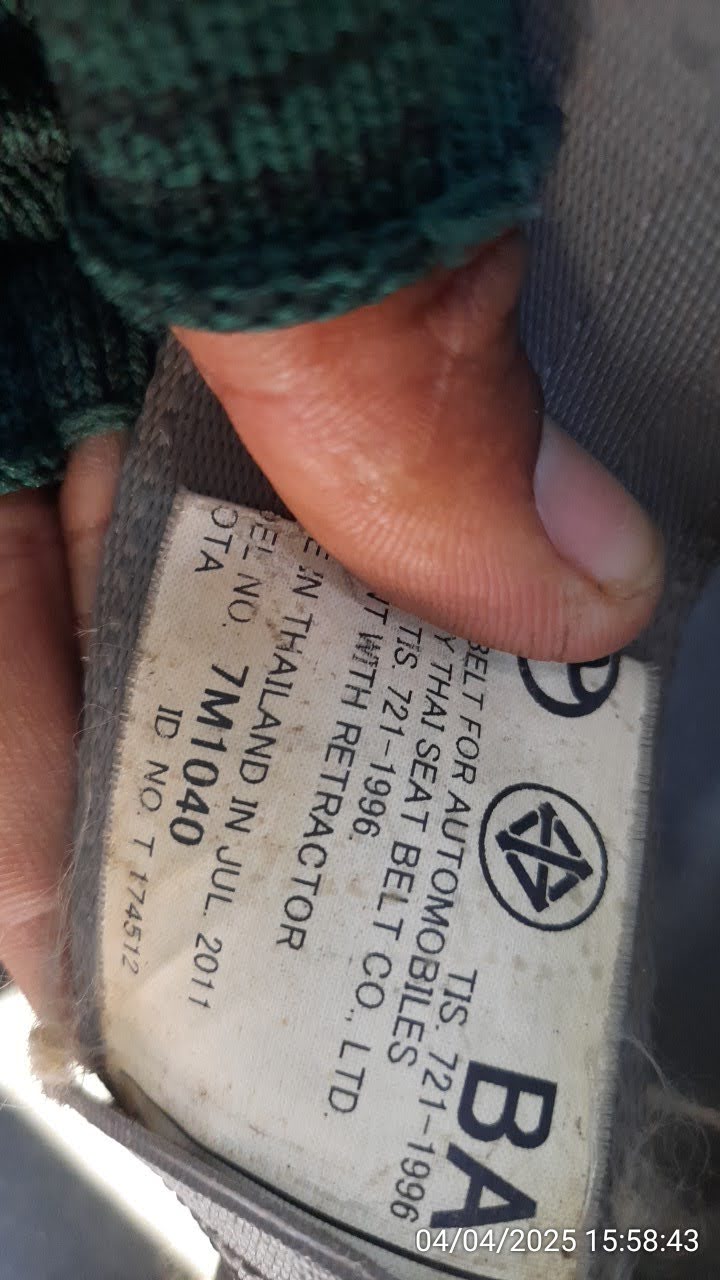 BA
TIS. 721-1996
BELT FOR AUTOMOBILES
Y THAI SEAT BELT CO., LTD.
TIS. 721-1996.
NT WITH RETRACTOR
E IN THAILAND IN JUL. 2011
EL NO. 7M1040
OTA ID NO. T 174512
04/04/2025 15:58:43